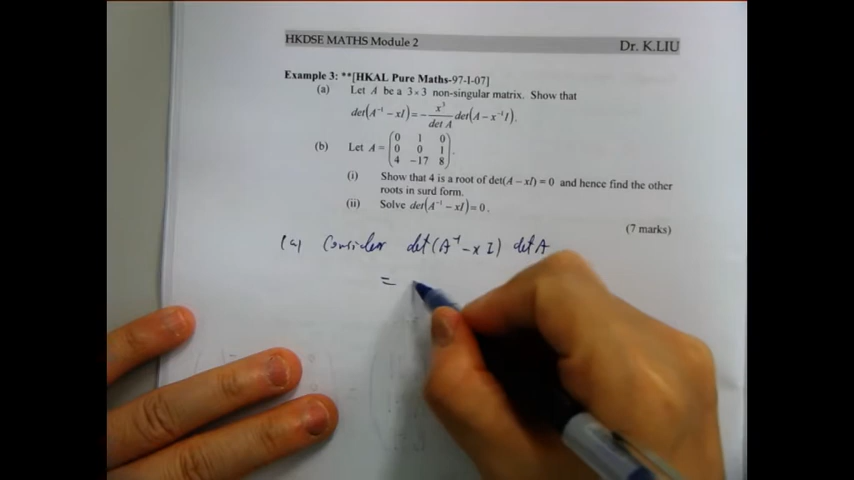 HKDSE MATHS Module 2 Dr. K.LIU
Example 3: **[HKAL Pure Maths-97-I-07]
(a) Let A be a 3×3 non-singular matrix. Show that
det(A⁻¹ − xI) = − x³/det A det(A − x⁻¹I).
(b) Let A = (0 1 0
0 0 1
4 −17 8).
(i) Show that 4 is a root of det(A − xI) = 0 and hence find the other
roots in surd form.
(ii) Solve det(A⁻¹ − xI) = 0.
(7 marks)
(a) Consider det(A⁻¹ − x I) det A
=